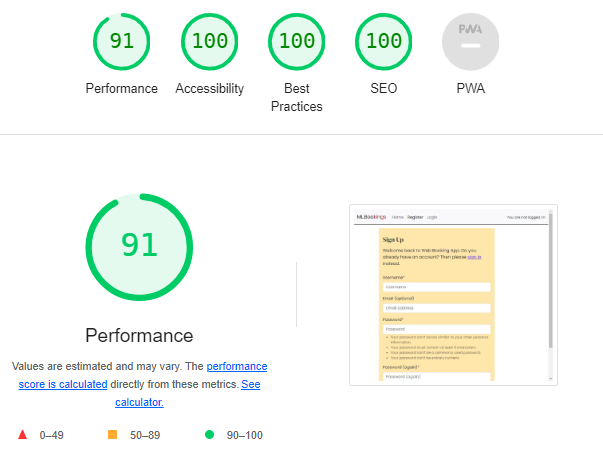 91 100 100 100 PWA
Performance Accessibility Best Practices SEO PWA
91
Performance
Values are estimated and may vary. The performance
score is calculated directly from these metrics. See
calculator.
0–49 50–89 90–100
MLBookings Home Register Login You are not logged in
Sign Up
Welcome back to Web Booking App! Do you
already have an account? Then please sign in
instead.
Username*
Username
Email (optional)
Email address
Password*
Password
Password (again)*
Password (again)